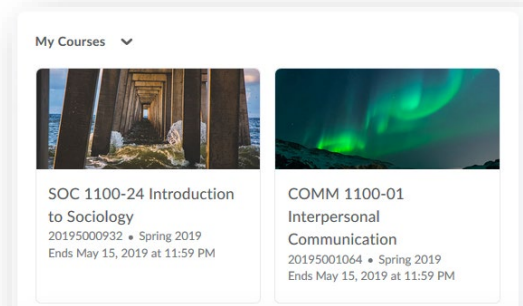 My Courses
SOC 1100-24 Introduction
to Sociology
20195000932 • Spring 2019
Ends May 15, 2019 at 11:59 PM
COMM 1100-01
Interpersonal
Communication
20195001064 • Spring 2019
Ends May 15, 2019 at 11:59 PM